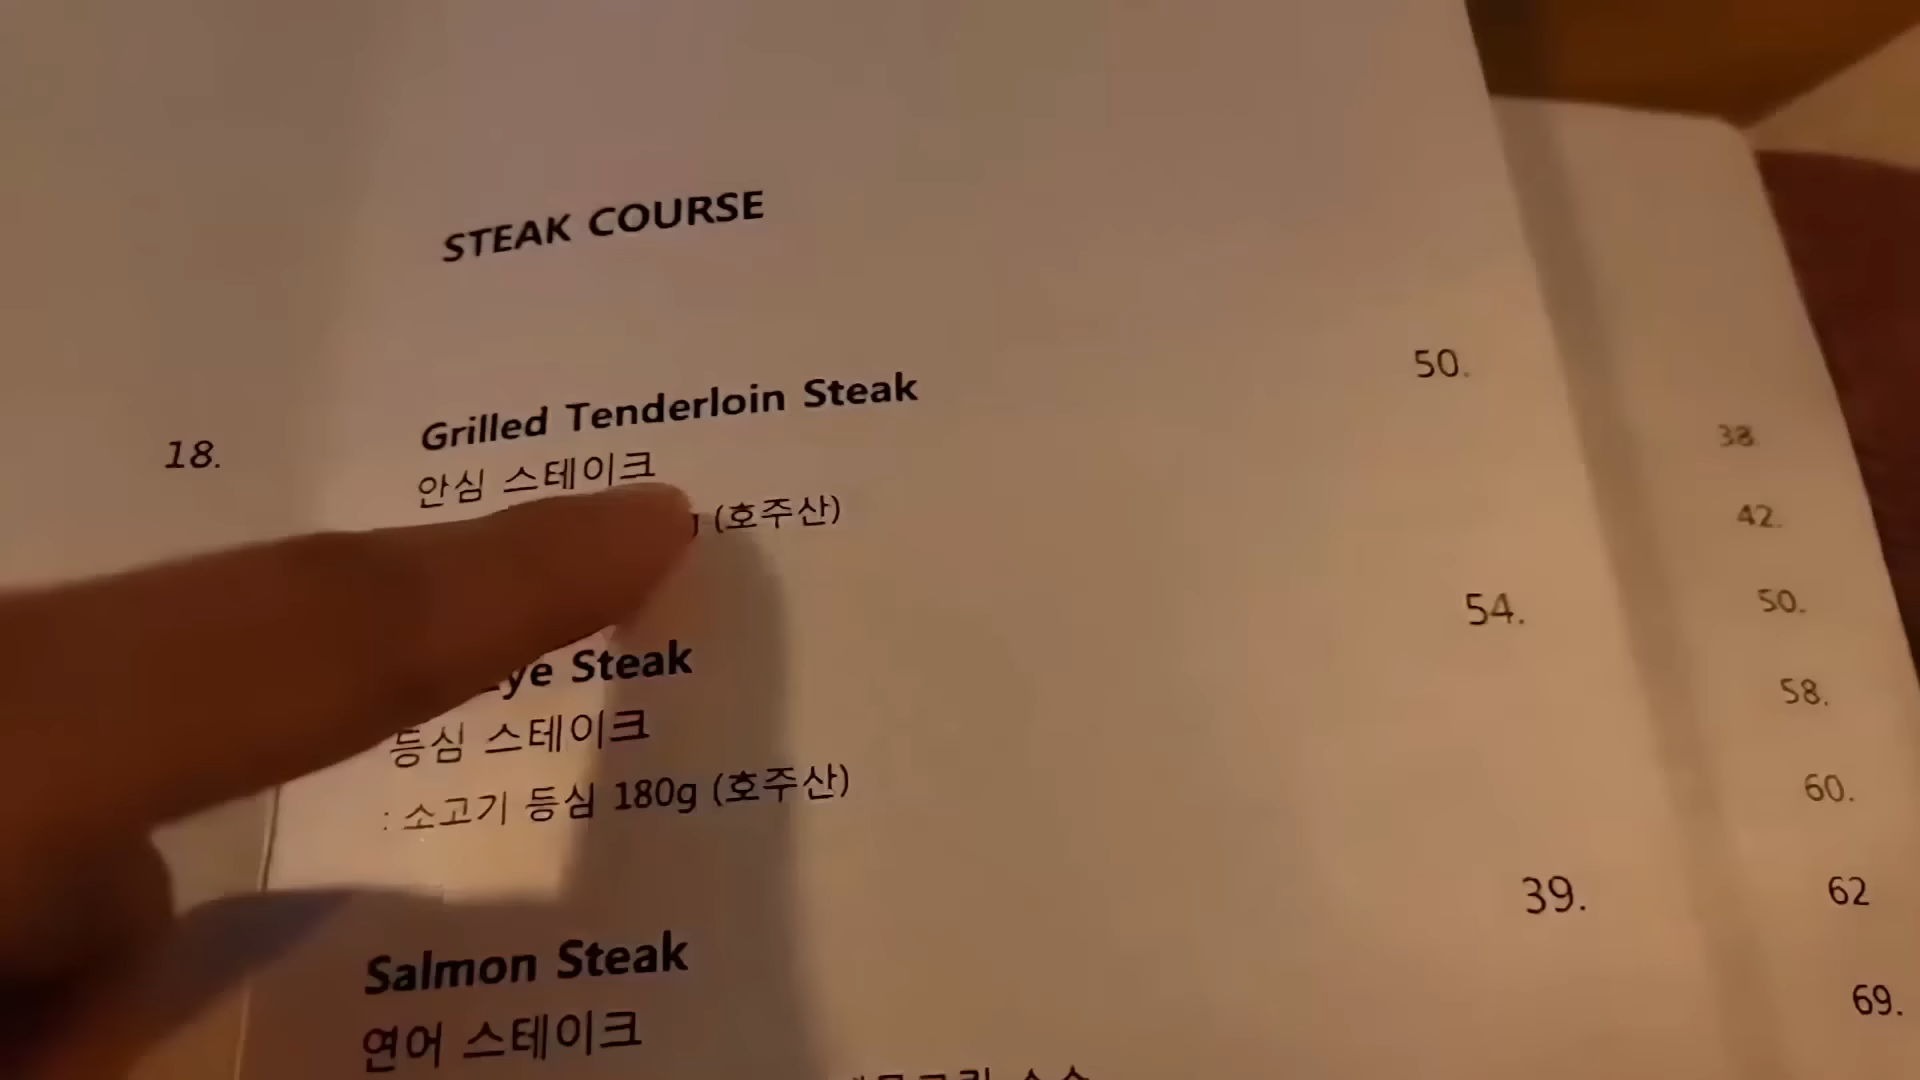 STEAK COURSE
18.
Grilled Tenderloin Steak 50.
안심 스테이크
(호주산)
Steak 54.
등심 스테이크
: 소고기 등심 180g (호주산)
Salmon Steak 39.
연어 스테이크
38.
42.
50.
58.
60.
62
69.